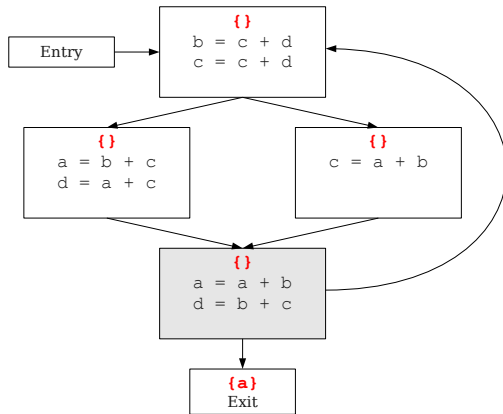 {}
b = c + d
c = c + d
Entry
{}
a = b + c
d = a + c
{}
c = a + b
{}
a = a + b
d = b + c
{a}
Exit